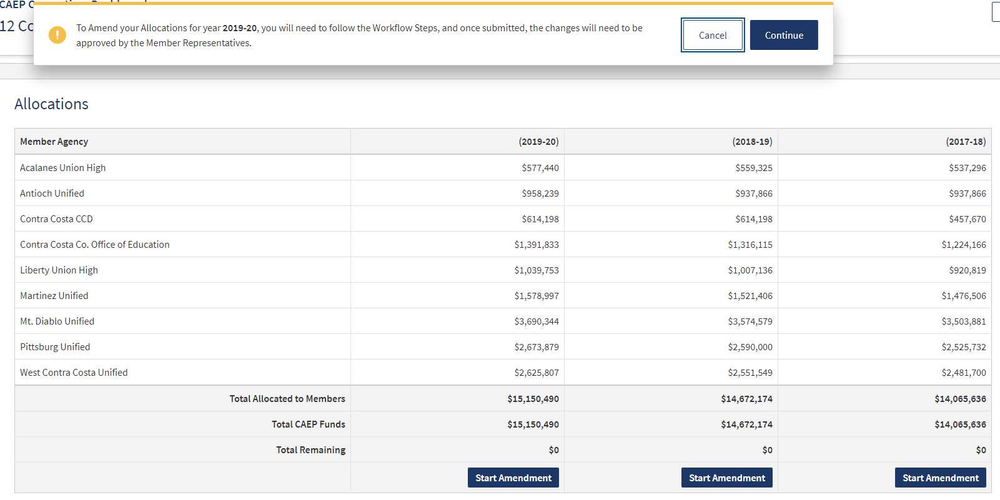 CAEP
12 Co
! To Amend your Allocations for year 2019-20, you will need to follow the Workflow Steps, and once submitted, the changes will need to be
approved by the Member Representatives.
Cancel Continue
Allocations
Member Agency (2019-20) (2018-19) (2017-18)
Acalanes Union High $577,440 $559,325 $537,296
Antioch Unified $958,239 $937,866 $937,866
Contra Costa CCD $614,198 $614,198 $457,670
Contra Costa Co. Office of Education $1,391,833 $1,316,115 $1,224,166
Liberty Union High $1,039,753 $1,007,136 $920,819
Martinez Unified $1,578,997 $1,521,406 $1,476,506
Mt. Diablo Unified $3,690,344 $3,574,579 $3,503,881
Pittsburg Unified $2,673,879 $2,590,000 $2,525,732
West Contra Costa Unified $2,625,807 $2,551,549 $2,481,700
Total Allocated to Members $15,150,490 $14,672,174 $14,065,636
Total CAEP Funds $15,150,490 $14,672,174 $14,065,636
Total Remaining $0 $0 $0
Start Amendment Start Amendment Start Amendment